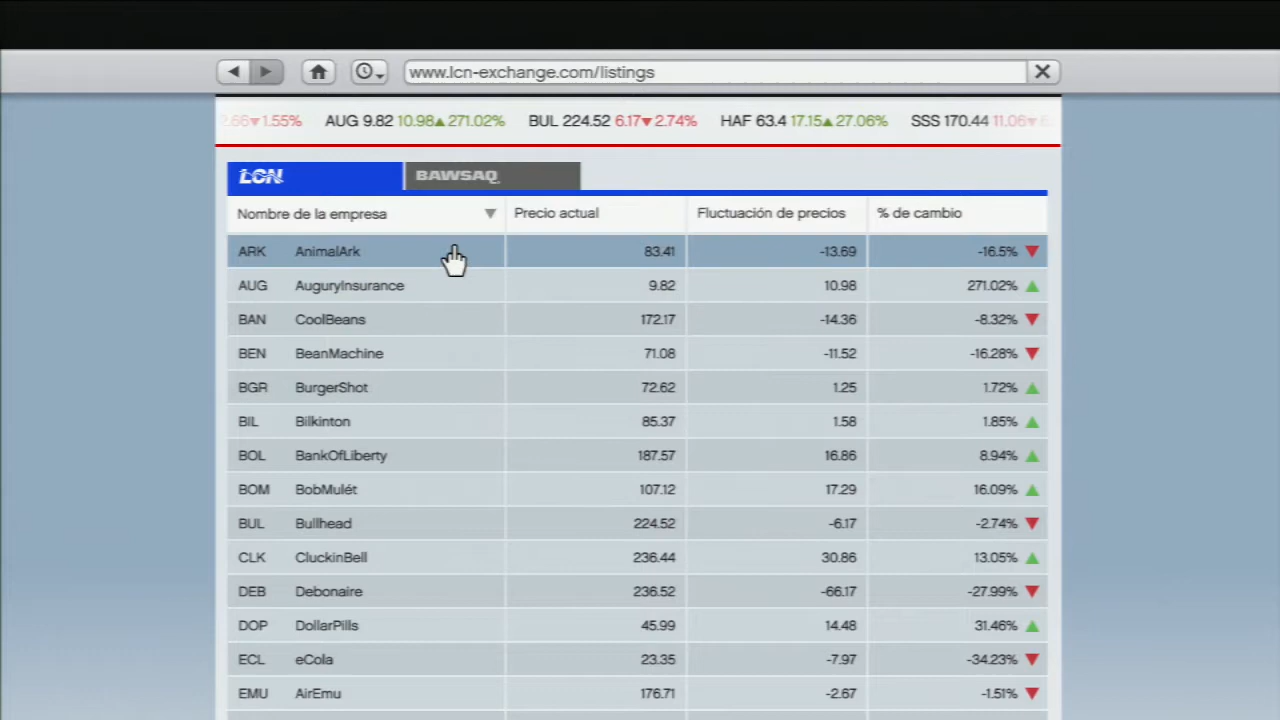 www.lcn-exchange.com/listings
2.66▼1.55% AUG 9.82 10.98▲271.02% BUL 224.52 6.17▼2.74% HAF 63.4 17.15▲27.06% SSS 170.44 11.06▼
LCN BAWSAQ
Nombre de la empresa Precio actual Fluctuación de precios % de cambio
ARK AnimalArk 83.41 -13.69 -16.5%
AUG AuguryInsurance 9.82 10.98 271.02%
BAN CoolBeans 172.17 -14.36 -8.32%
BEN BeanMachine 71.08 -11.52 -16.28%
BGR BurgerShot 72.62 1.25 1.72%
BIL Bilkinton 85.37 1.58 1.85%
BOL BankOfLiberty 187.57 16.86 8.94%
BOM BobMulét 107.12 17.29 16.09%
BUL Bullhead 224.52 -6.17 -2.74%
CLK CluckinBell 236.44 30.86 13.05%
DEB Debonaire 236.52 -66.17 -27.99%
DOP DollarPills 45.99 14.48 31.46%
ECL eCola 23.35 -7.97 -34.23%
EMU AirEmu 176.71 -2.67 -1.51%